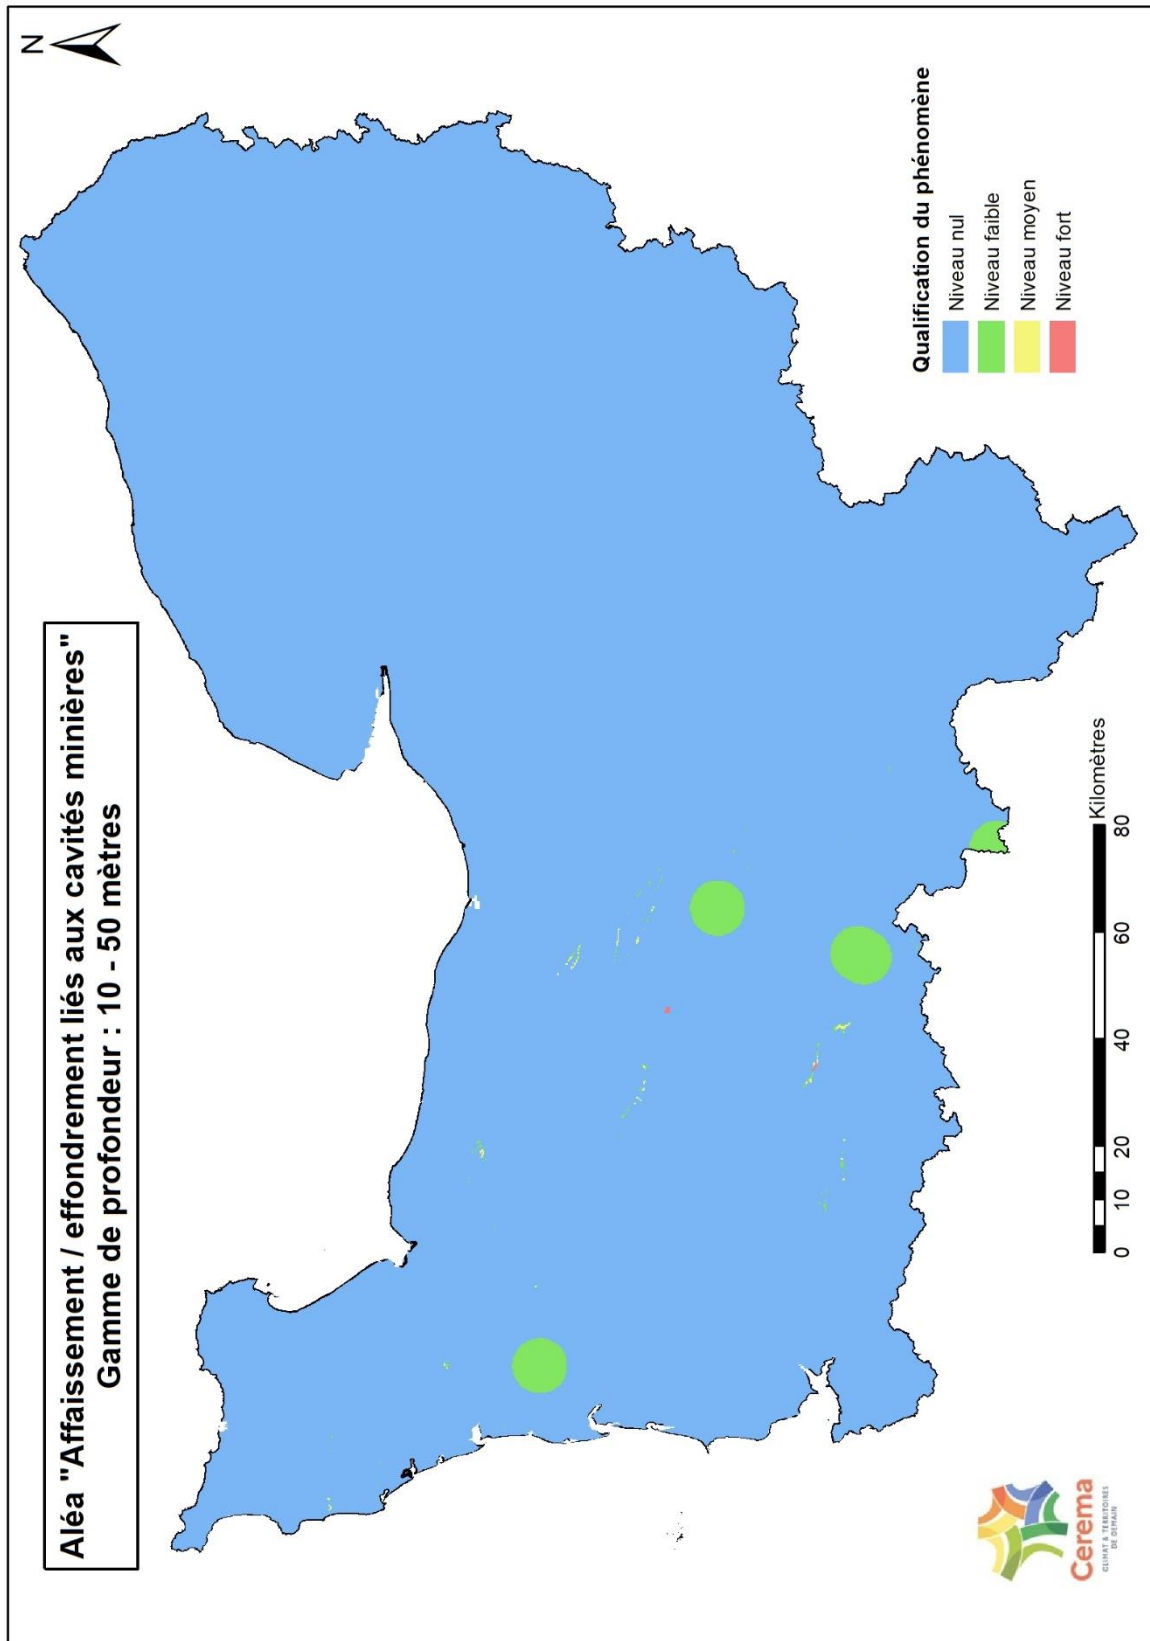 Aléa "Affaissement / effondrement liés aux cavités minières"
Gamme de profondeur : 10 - 50 mètres
N
Qualification du phénomène
Niveau nul
Niveau faible
Niveau moyen
Niveau fort
Kilomètres
0 10 20 40 60 80
Cerema
CLIMAT & TERRITOIRES
DE DEMAIN